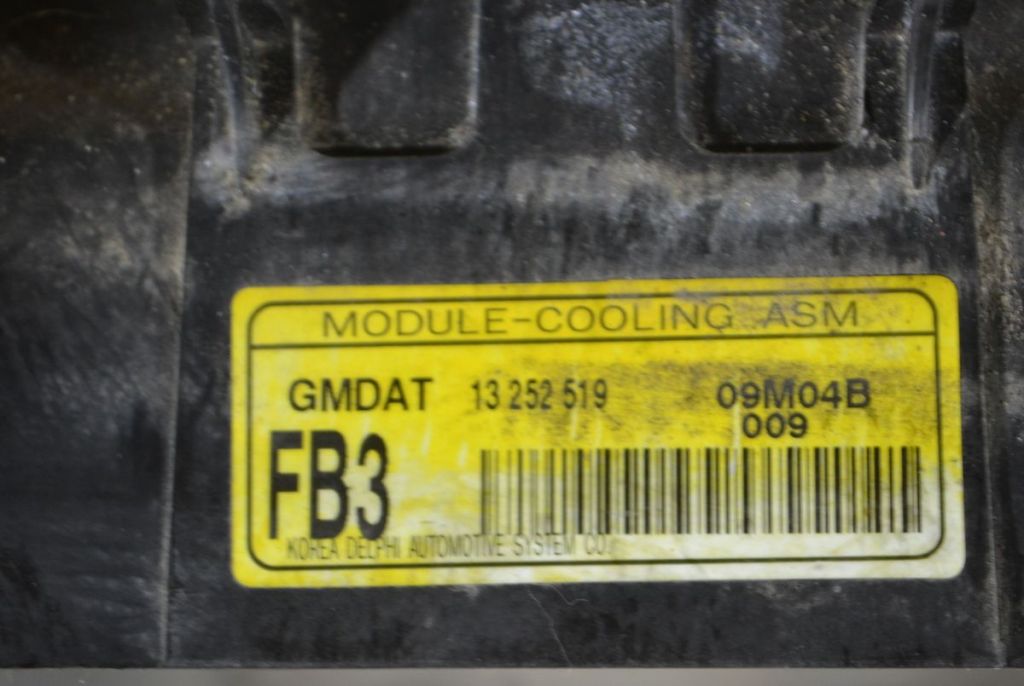 MODULE-COOLING ASM
GMDAT 13 252 519 09M04B
009
FB3
KOREA DELPHI AUTOMOTIVE SYSTEM CO.